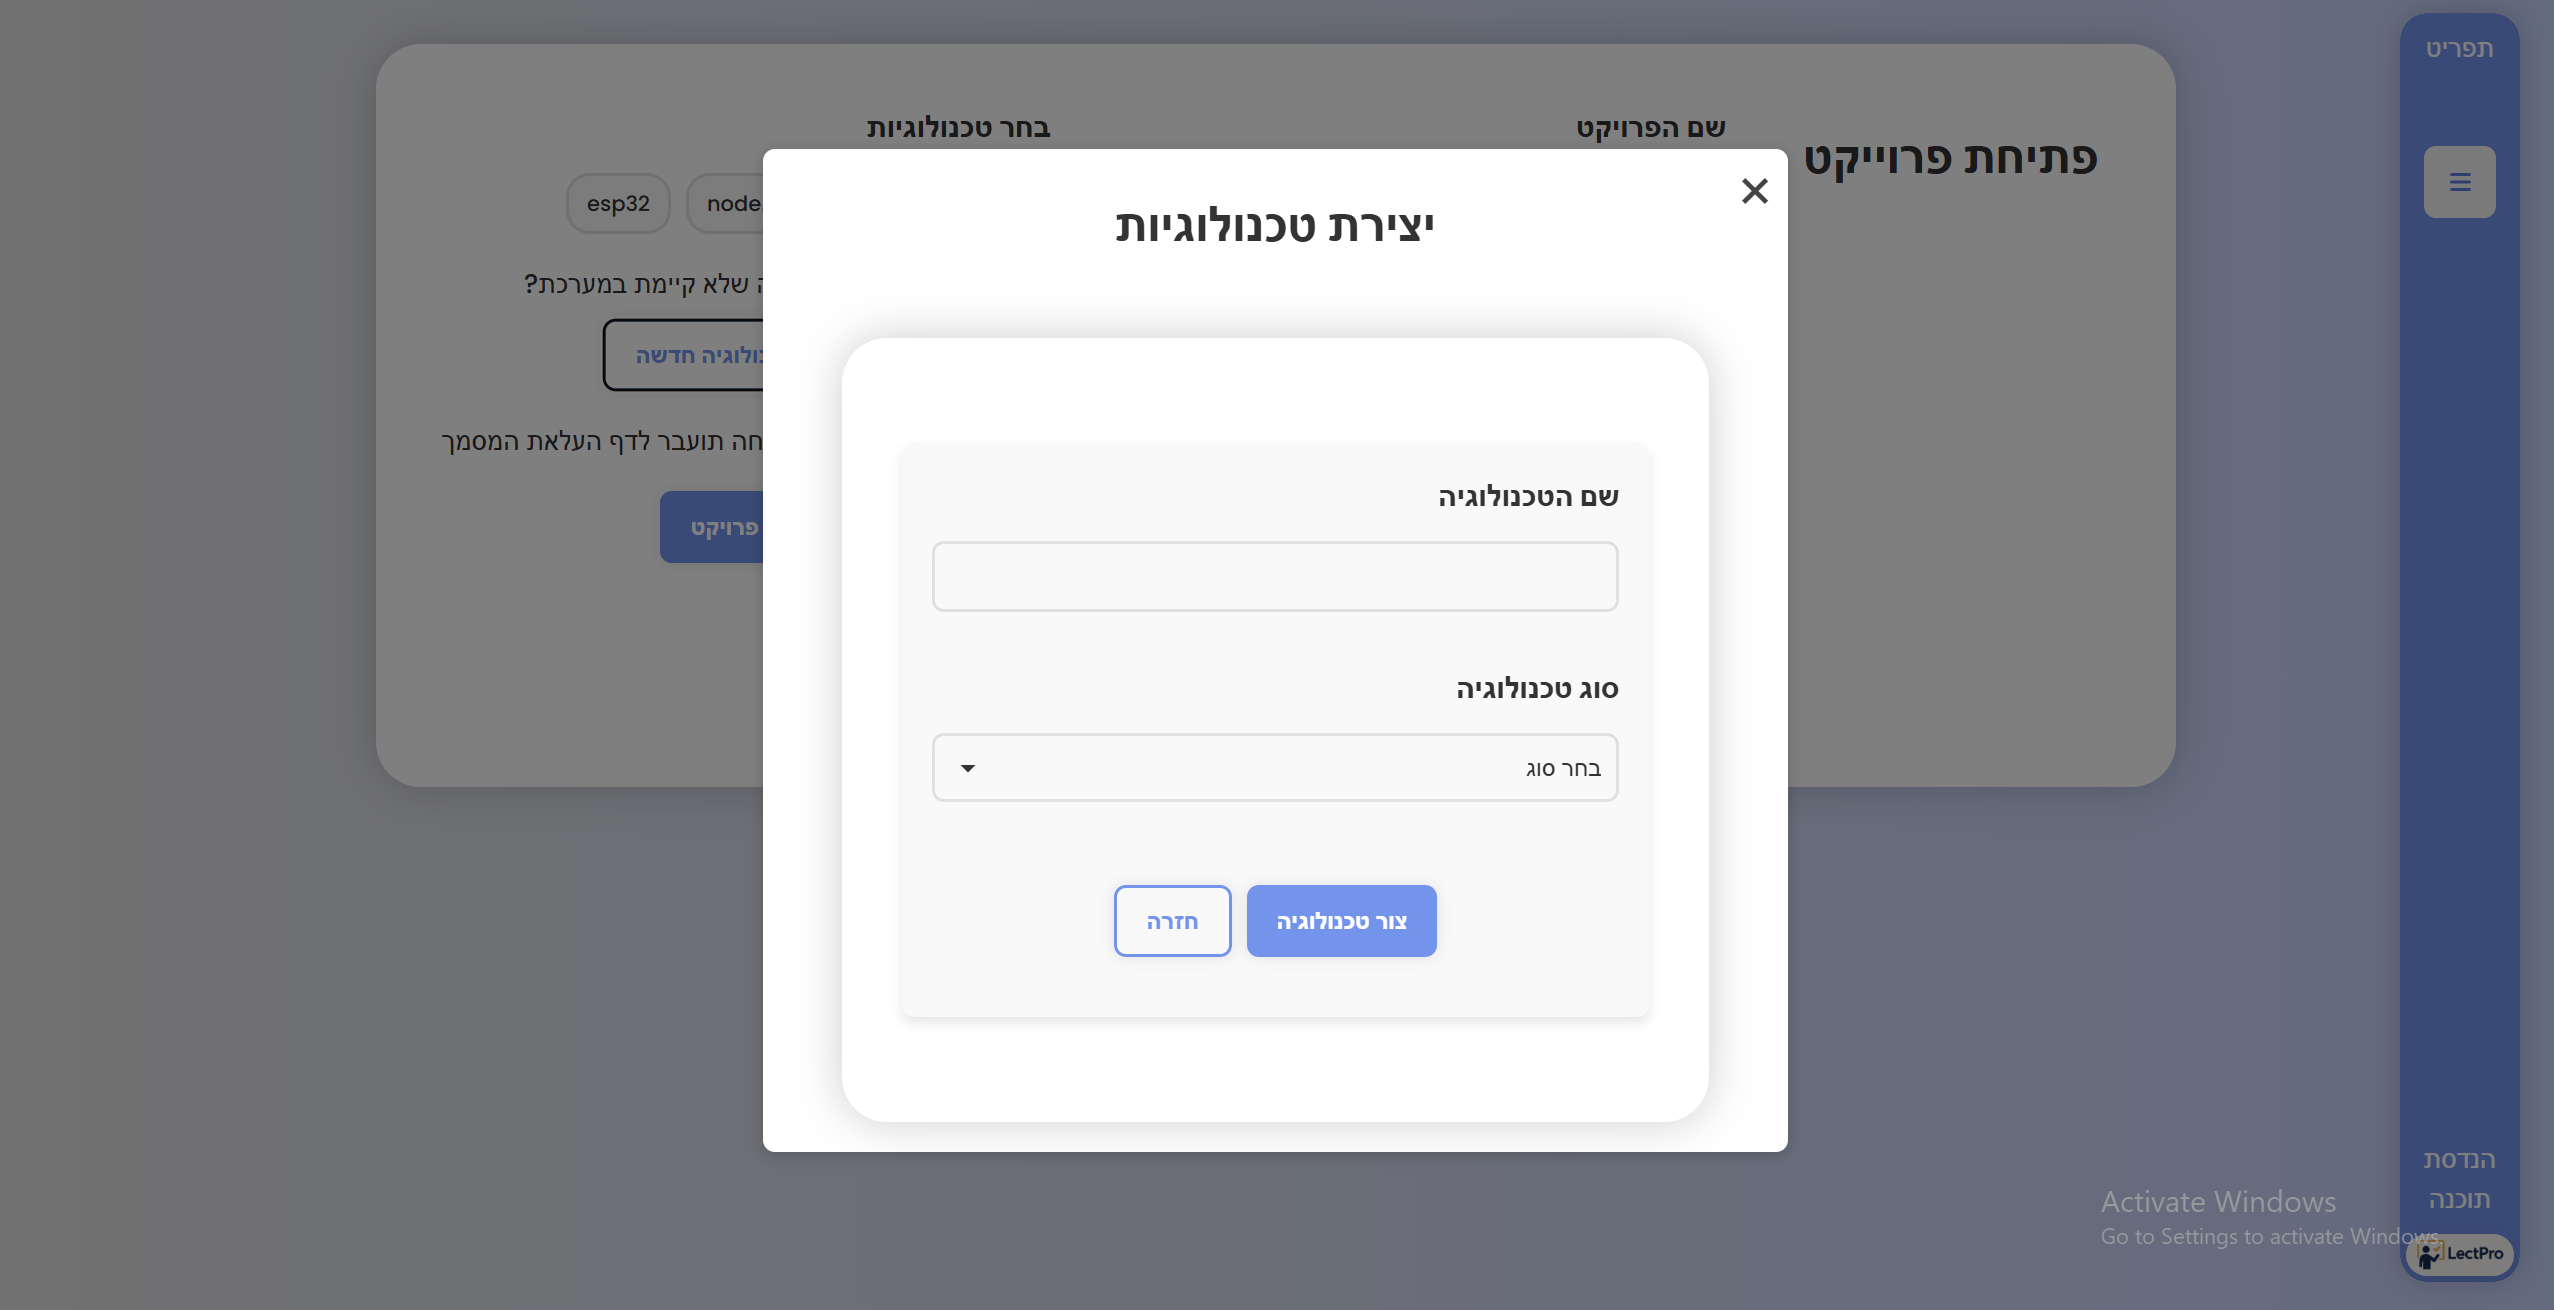 תפריט
שם הפרויקט
בחר טכנולוגיות
פתיחת פרוייקט
esp32
node.
שלא קיימת במערכת?
חדשה
תועבר לדף העלאת המסמך
פרויקט
יצירת טכנולוגיות
שם הטכנולוגיה
סוג טכנולוגיה
בחר סוג
צור טכנולוגיה
חזרה
הנדסת
תוכנה
Activate Windows
Go to Settings to activate Windows.
LectPro